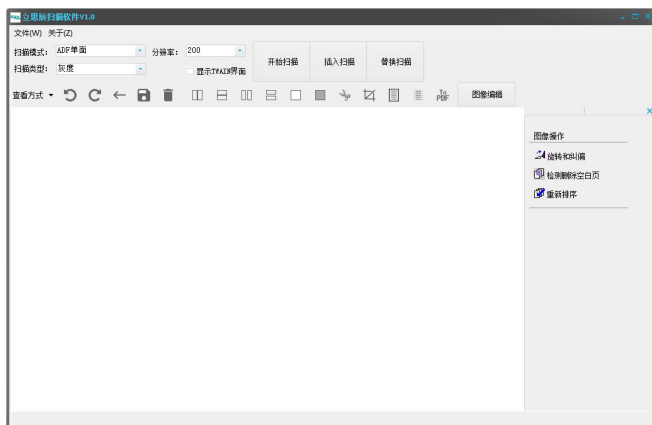 立思辰扫描软件V1.0
文件(W) 关于(Z)
扫描模式： ADF单面 分辨率： 200
扫描类型： 灰度 显示TWAIN界面
开始扫描 插入扫描 替换扫描
查看方式 To PDF 图像编辑
图像操作
旋转和纠偏
检测删除空白页
重新排序